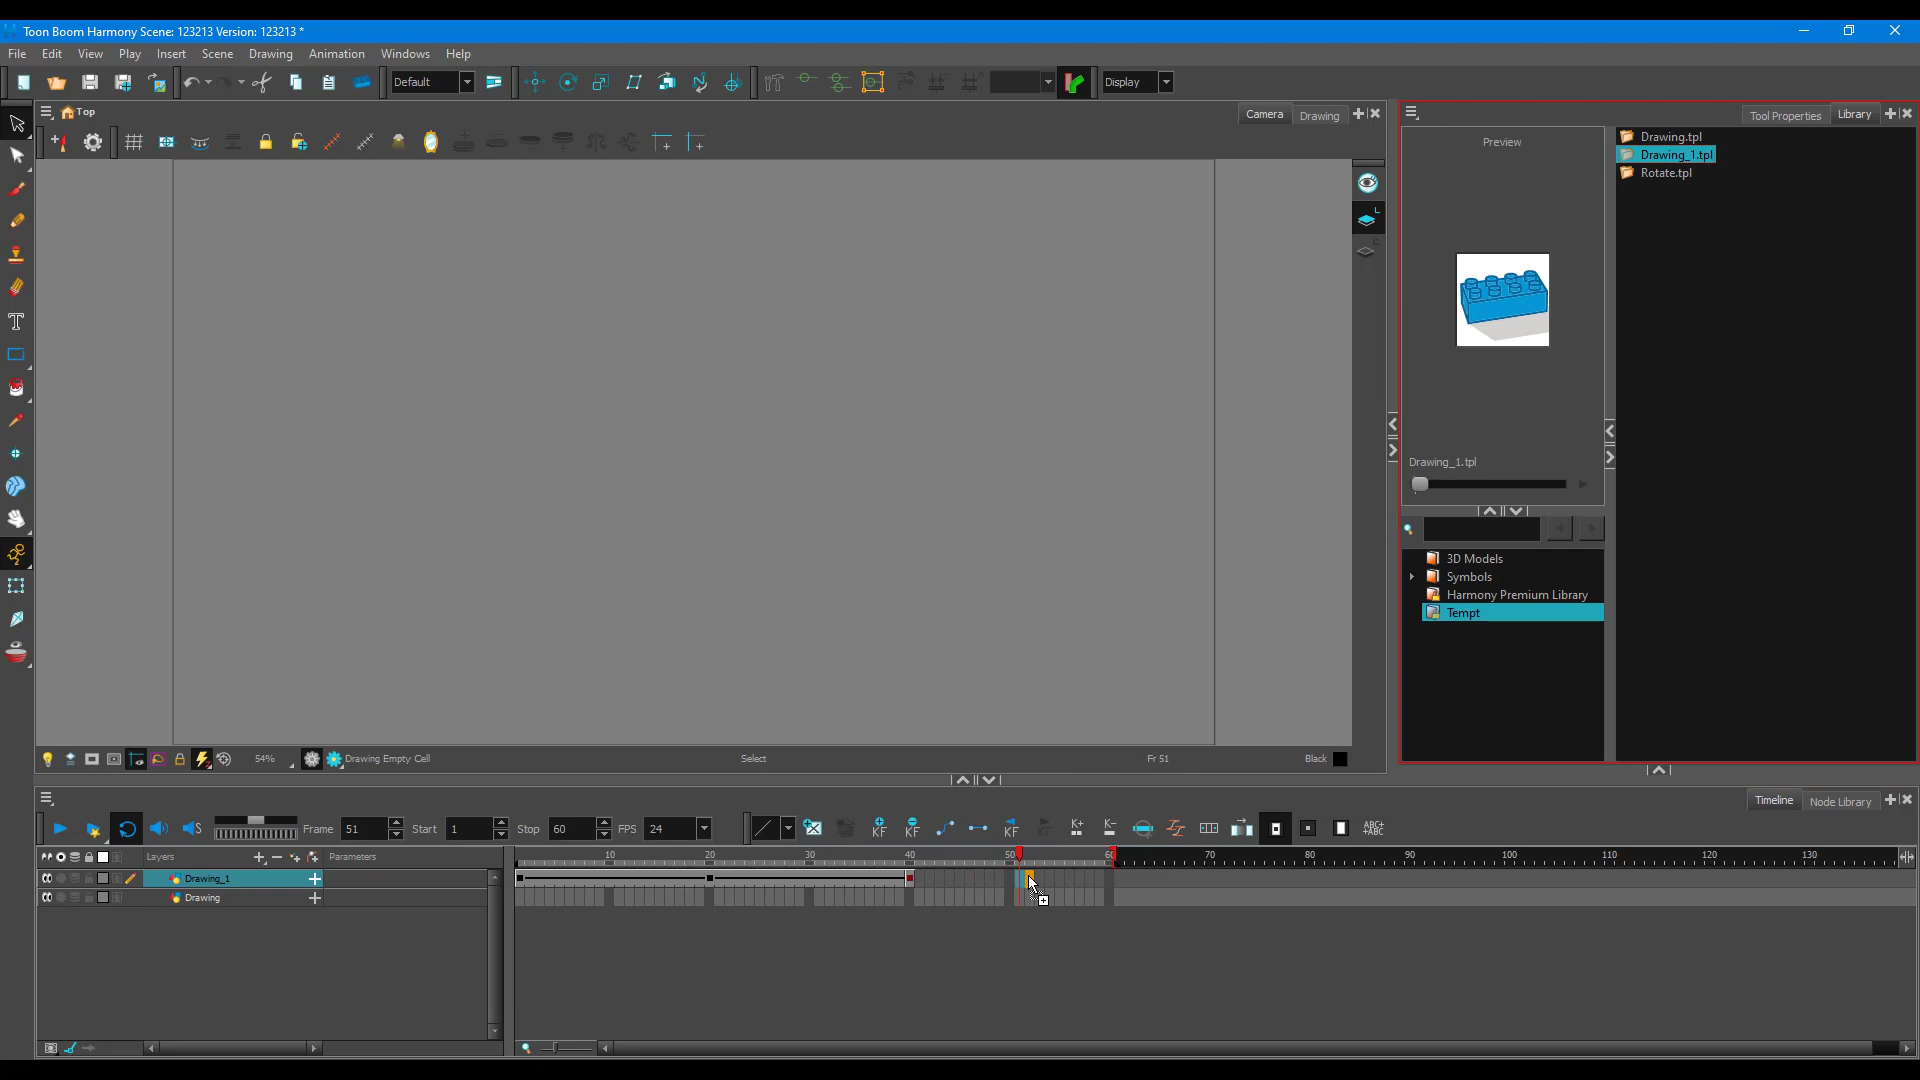 Toon Boom Harmony Scene: 123213 Version: 123213 *
File Edit View Play Insert Scene Drawing Animation Windows Help
Default Display
Top Camera Drawing Tool Properties Library
Preview
Drawing.tpl
Drawing_1.tpl
Rotate.tpl
Drawing_1.tpl
3D Models
Symbols
Harmony Premium Library
Tempt
54% Drawing Empty Cell Select Fr 51 Black
Timeline Node Library
Frame 51 Start 1 Stop 60 FPS 24
Layers Parameters 10 20 30 40 50 60 70 80 90 100 110 120 130
Drawing_1
Drawing